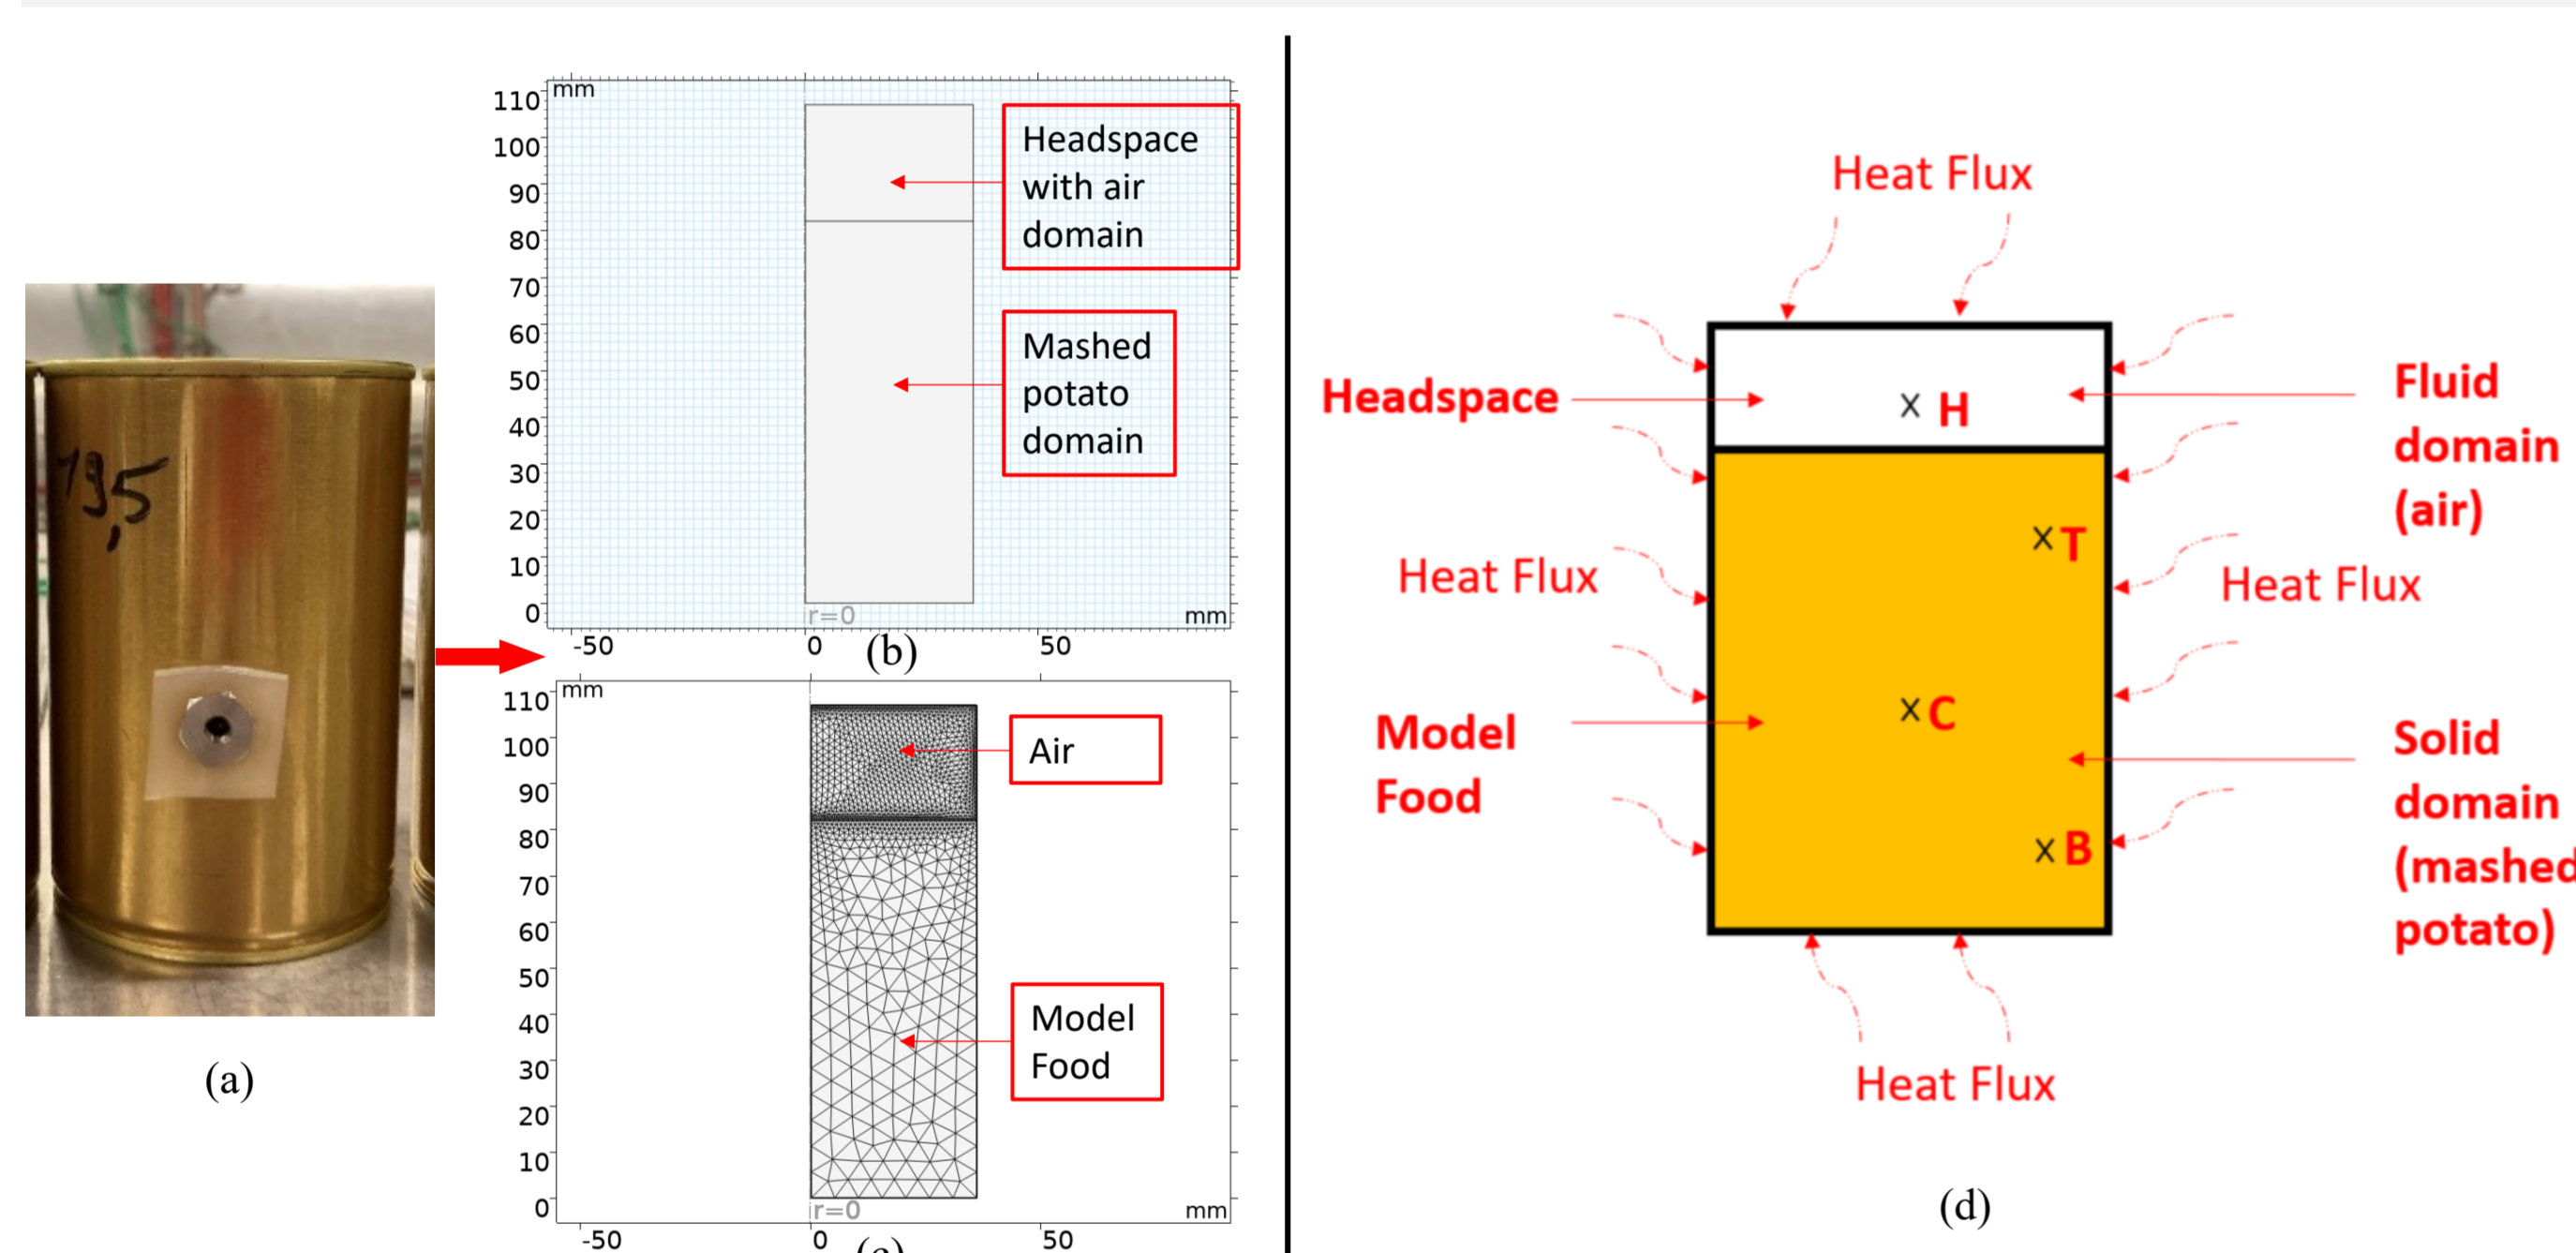 19,5
(a)
mm
110
100
90
80
70
60
50
40
30
20
10
0
-50
0
50
r=0
mm
Headspace
with air
domain
Mashed
potato
domain
(b)
mm
110
100
90
80
70
60
50
40
30
20
10
0
-50
0
50
r=0
mm
Air
Model
Food
(c)
Heat Flux
Headspace
H
Fluid
domain
(air)
T
Heat Flux
Heat Flux
C
Model
Food
Solid
domain
(mashed
potato)
B
Heat Flux
(d)